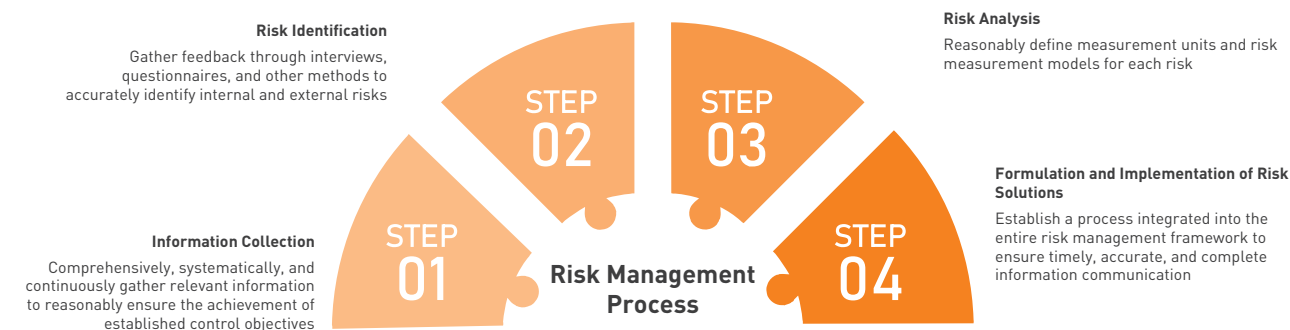 Information Collection
Comprehensively, systematically, and
continuously gather relevant information
to reasonably ensure the achievement of
established control objectives
STEP
01
Risk Identification
Gather feedback through interviews,
questionnaires, and other methods to
accurately identify internal and external risks
STEP
02
Risk Analysis
Reasonably define measurement units and risk
measurement models for each risk
STEP
03
Formulation and Implementation of Risk
Solutions
Establish a process integrated into the
entire risk management framework to
ensure timely, accurate, and complete
information communication
STEP
04
Risk Management
Process